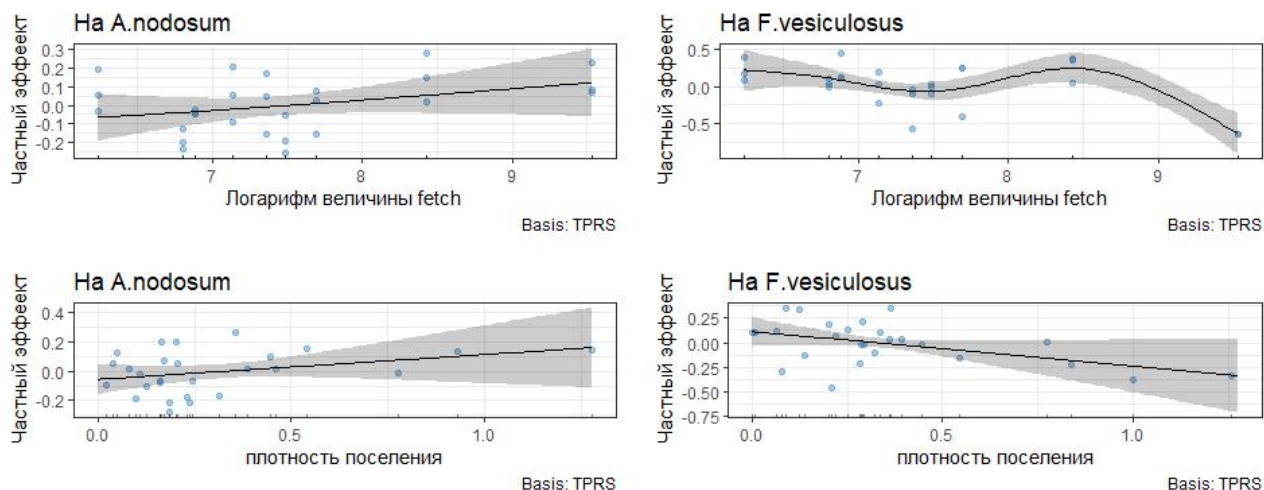 На A.nodosum
Частный эффект
0.3
0.2
0.1
0.0
-0.1
-0.2
7
8
9
Логарифм величины fetch
Basis: TPRS
На F.vesiculosus
Частный эффект
0.5
-0.5
7
8
9
Логарифм величины fetch
Basis: TPRS
На A.nodosum
Частный эффеект
0.4
0.2
0.0
-0.2
0.0
0.5
1.0
плотность поселения
Basis: TPRS
На F.vesiculosus
Частный эффеект
0.25
0.00
-0.25
-0.50
-0.75
0.0
0.5
1.0
плотность поселения
Basis: TPRS